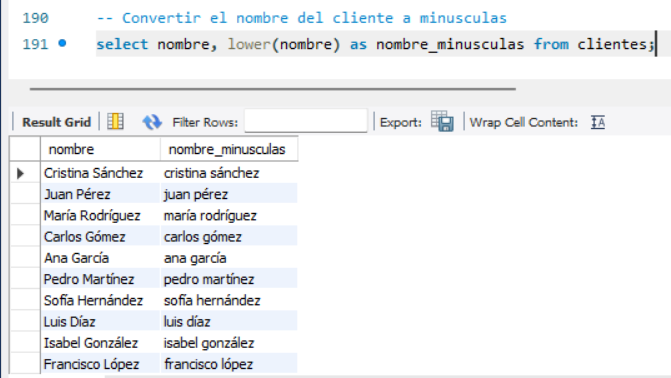 190 -- Convertir el nombre del cliente a minusculas
191 select nombre, lower(nombre) as nombre_minusculas from clientes;
Result Grid Filter Rows: Export: Wrap Cell Content: IA
nombre nombre_minusculas
Cristina Sánchez cristina sánchez
Juan Pérez juan pérez
María Rodríguez maría rodríguez
Carlos Gómez carlos gómez
Ana García ana garcía
Pedro Martínez pedro martínez
Sofía Hernández sofía hernández
Luis Díaz luis díaz
Isabel González isabel gonzález
Francisco López francisco lópez